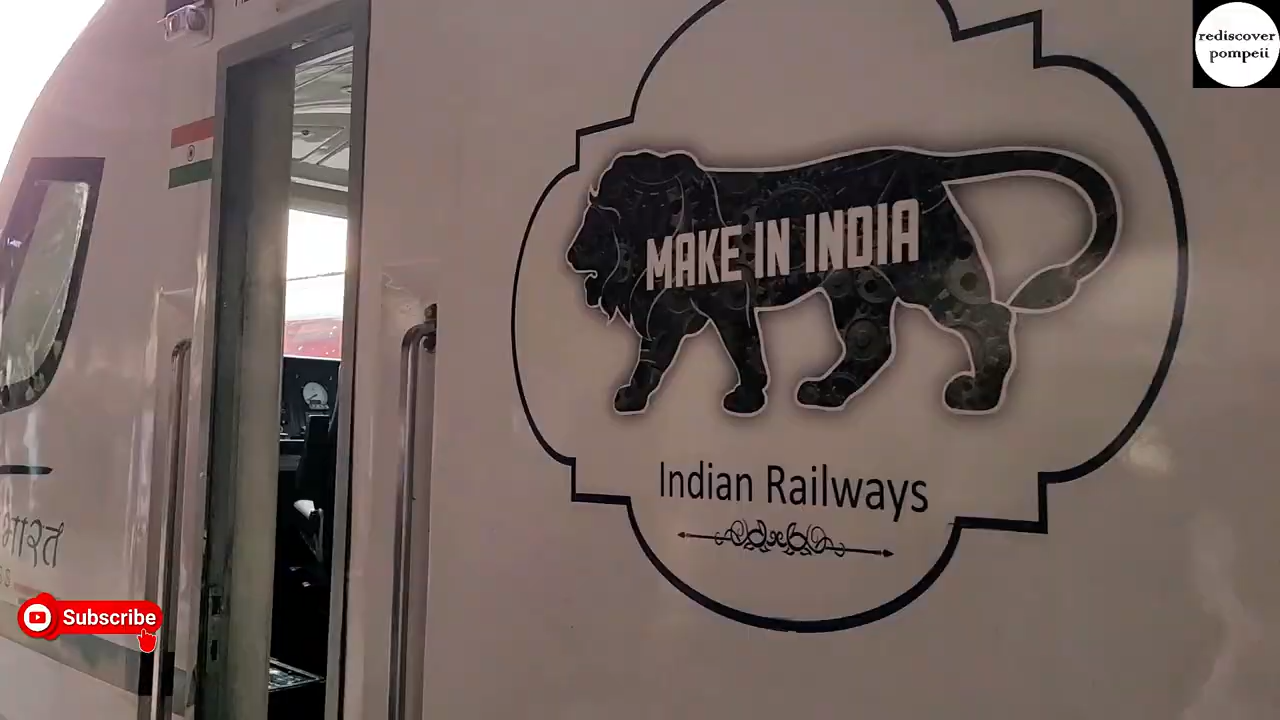 rediscover
pompeii
MAKE IN INDIA
Indian Railways
भारत
Subscribe